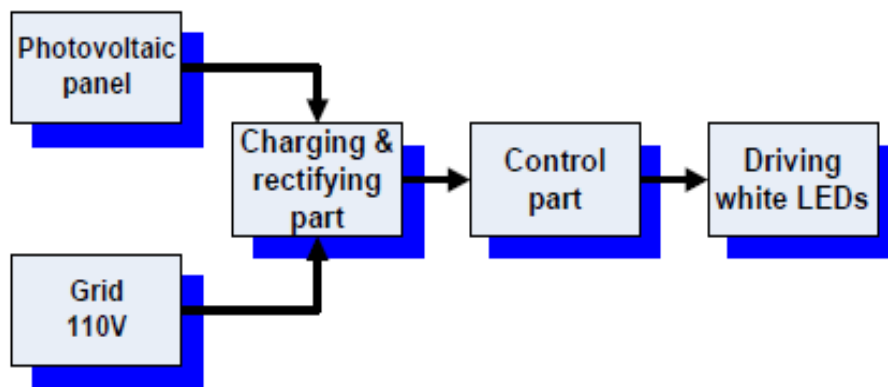 Photovoltaic
panel
Charging &
rectifying
part
Control
part
Driving
white LEDs
Grid
110V